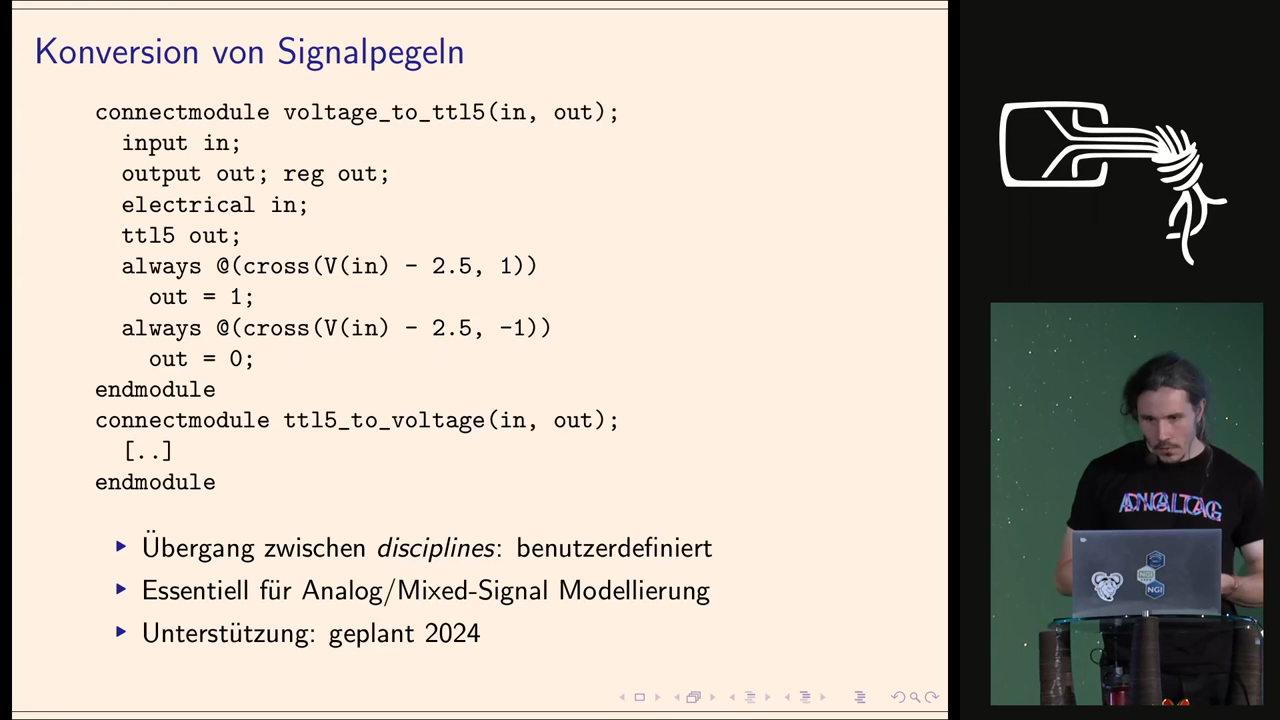 Konversion von Signalpegeln
connectmodule voltage_to_ttl5(in, out);
input in;
output out; reg out;
electrical in;
ttl5 out;
always @(cross(V(in) - 2.5, 1))
out = 1;
always @(cross(V(in) - 2.5, -1))
out = 0;
endmodule
connectmodule ttl5_to_voltage(in, out);
[..]
endmodule
Übergang zwischen disciplines: benutzerdefiniert
Essentiell für Analog/Mixed-Signal Modellierung
Unterstützung: geplant 2024
NGI